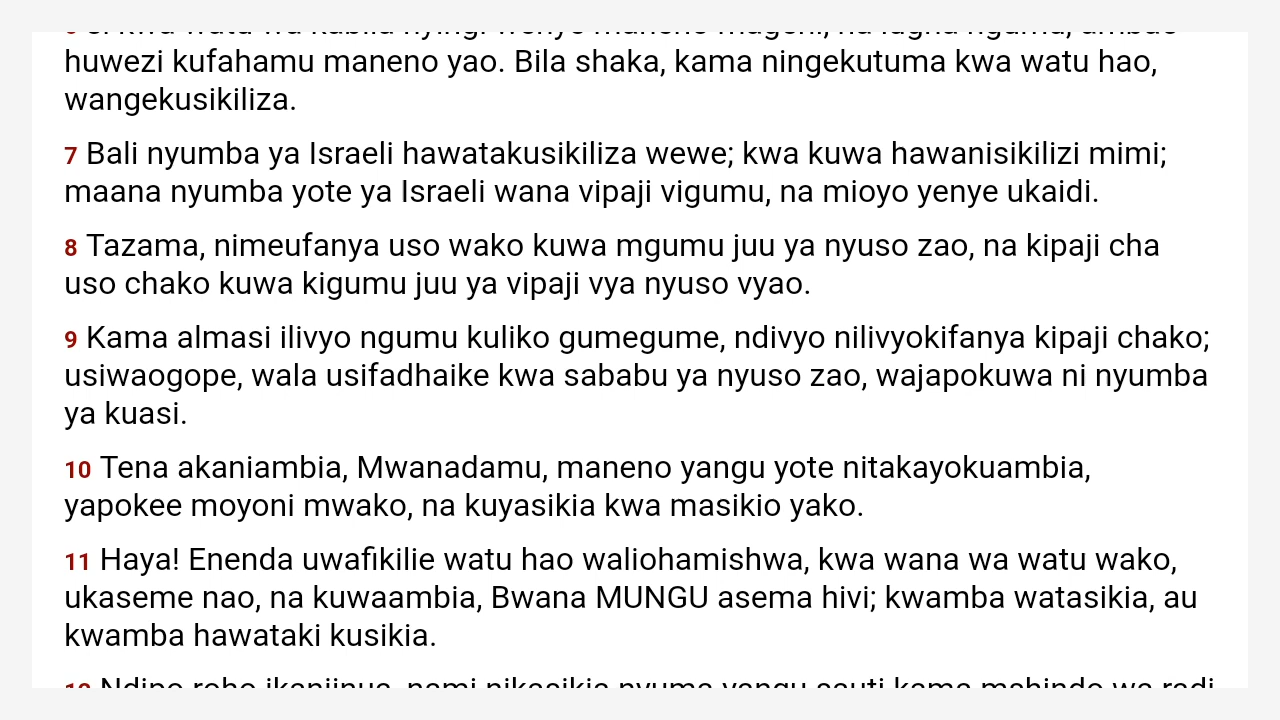 huwezi kufahamu maneno yao. Bila shaka, kama ningekutuma kwa watu hao,
wangekusikiliza.
7 Bali nyumba ya Israeli hawatakusikiliza wewe; kwa kuwa hawanisikilizi mimi;
maana nyumba yote ya Israeli wana vipaji vigumu, na mioyo yenye ukaidi.
8 Tazama, nimeufanya uso wako kuwa mgumu juu ya nyuso zao, na kipaji cha
uso chako kuwa kigumu juu ya vipaji vya nyuso vyao.
9 Kama almasi ilivyo ngumu kuliko gumegume, ndivyo nilivyokifanya kipaji chako;
usiwaogope, wala usifadhaike kwa sababu ya nyuso zao, wajapokuwa ni nyumba
ya kuasi.
10 Tena akaniambia, Mwanadamu, maneno yangu yote nitakayokuambia,
yapokee moyoni mwako, na kuyasikia kwa masikio yako.
11 Haya! Enenda uwafikilie watu hao waliohamishwa, kwa wana wa watu wako,
ukaseme nao, na kuwaambia, Bwana MUNGU asema hivi; kwamba watasikia, au
kwamba hawataki kusikia.